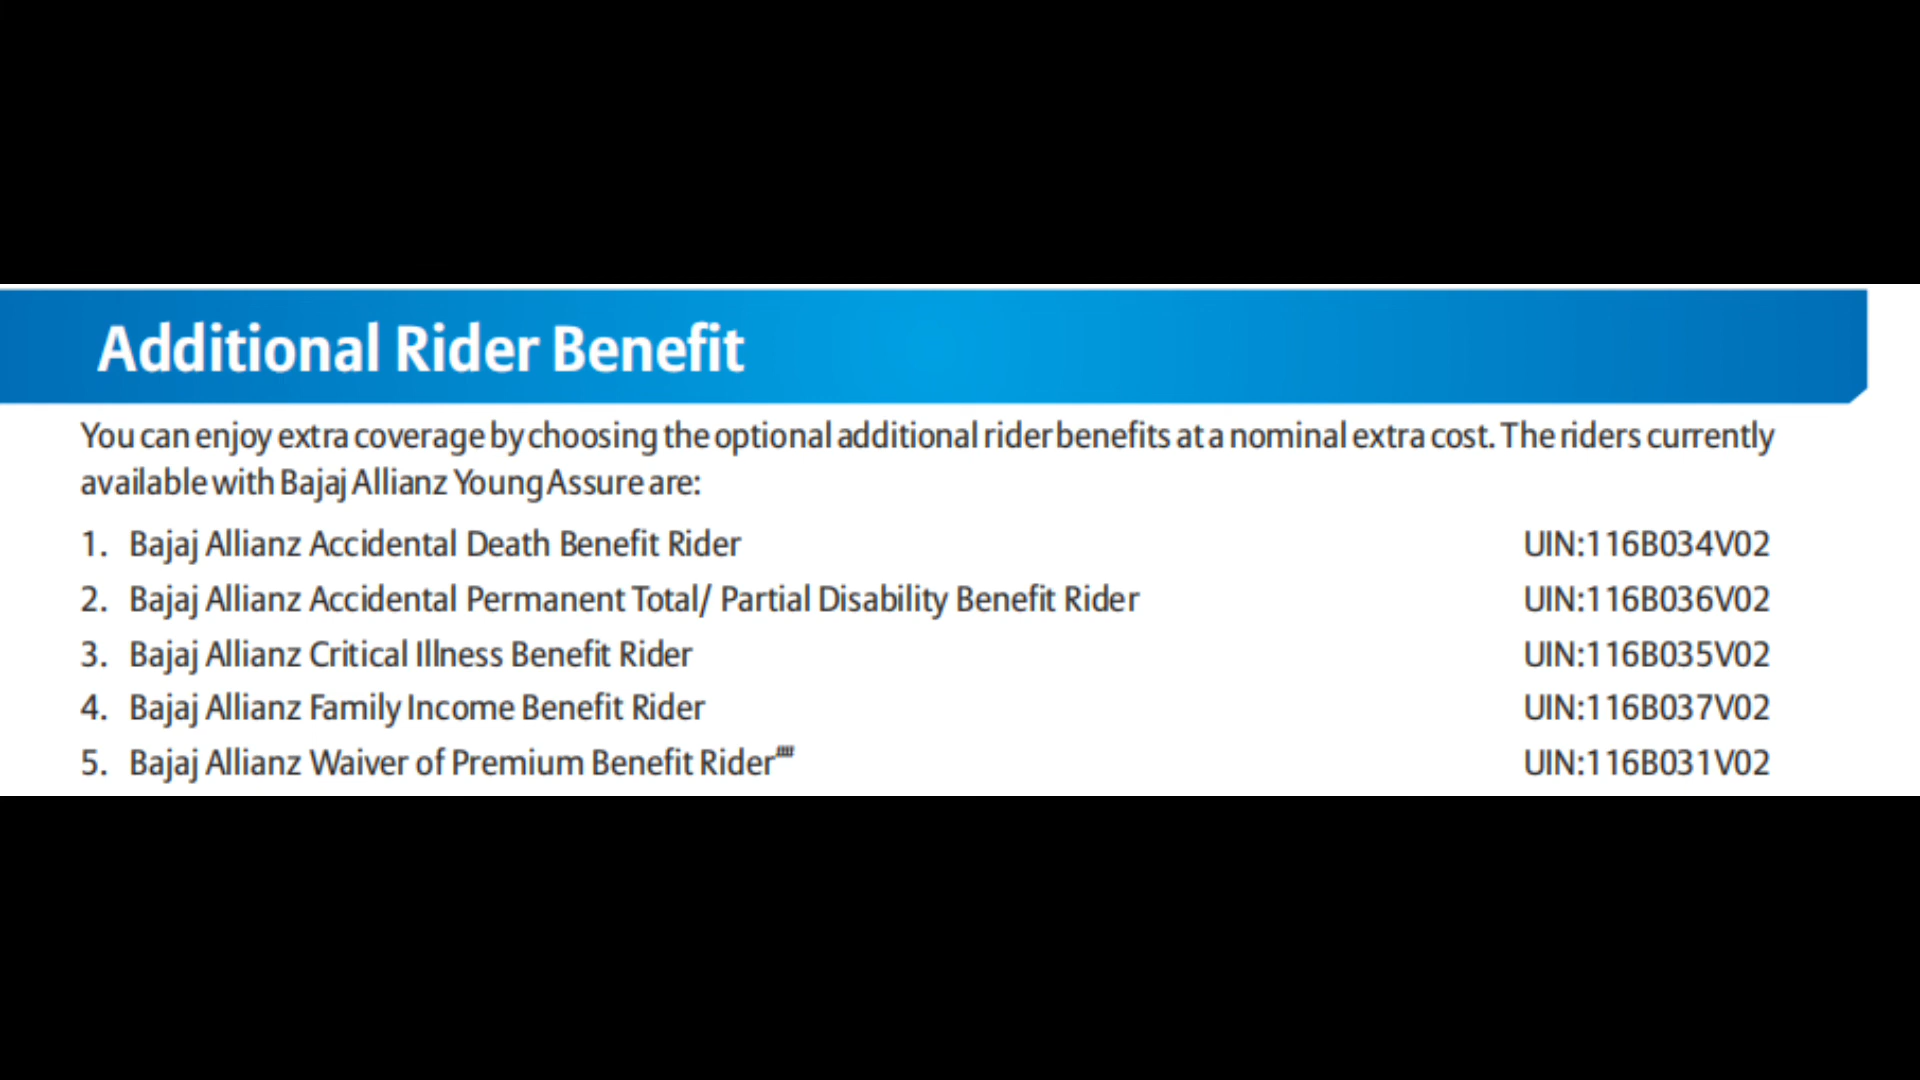 Additional Rider Benefit
You can enjoy extra coverage by choosing the optional additional rider benefits at a nominal extra cost. The riders currently
available with Bajaj Allianz Young Assure are:
1. Bajaj Allianz Accidental Death Benefit Rider UIN:116B034V02
2. Bajaj Allianz Accidental Permanent Total/ Partial Disability Benefit Rider UIN:116B036V02
3. Bajaj Allianz Critical Illness Benefit Rider UIN:116B035V02
4. Bajaj Allianz Family Income Benefit Rider UIN:116B037V02
5. Bajaj Allianz Waiver of Premium Benefit Rider## UIN:116B031V02